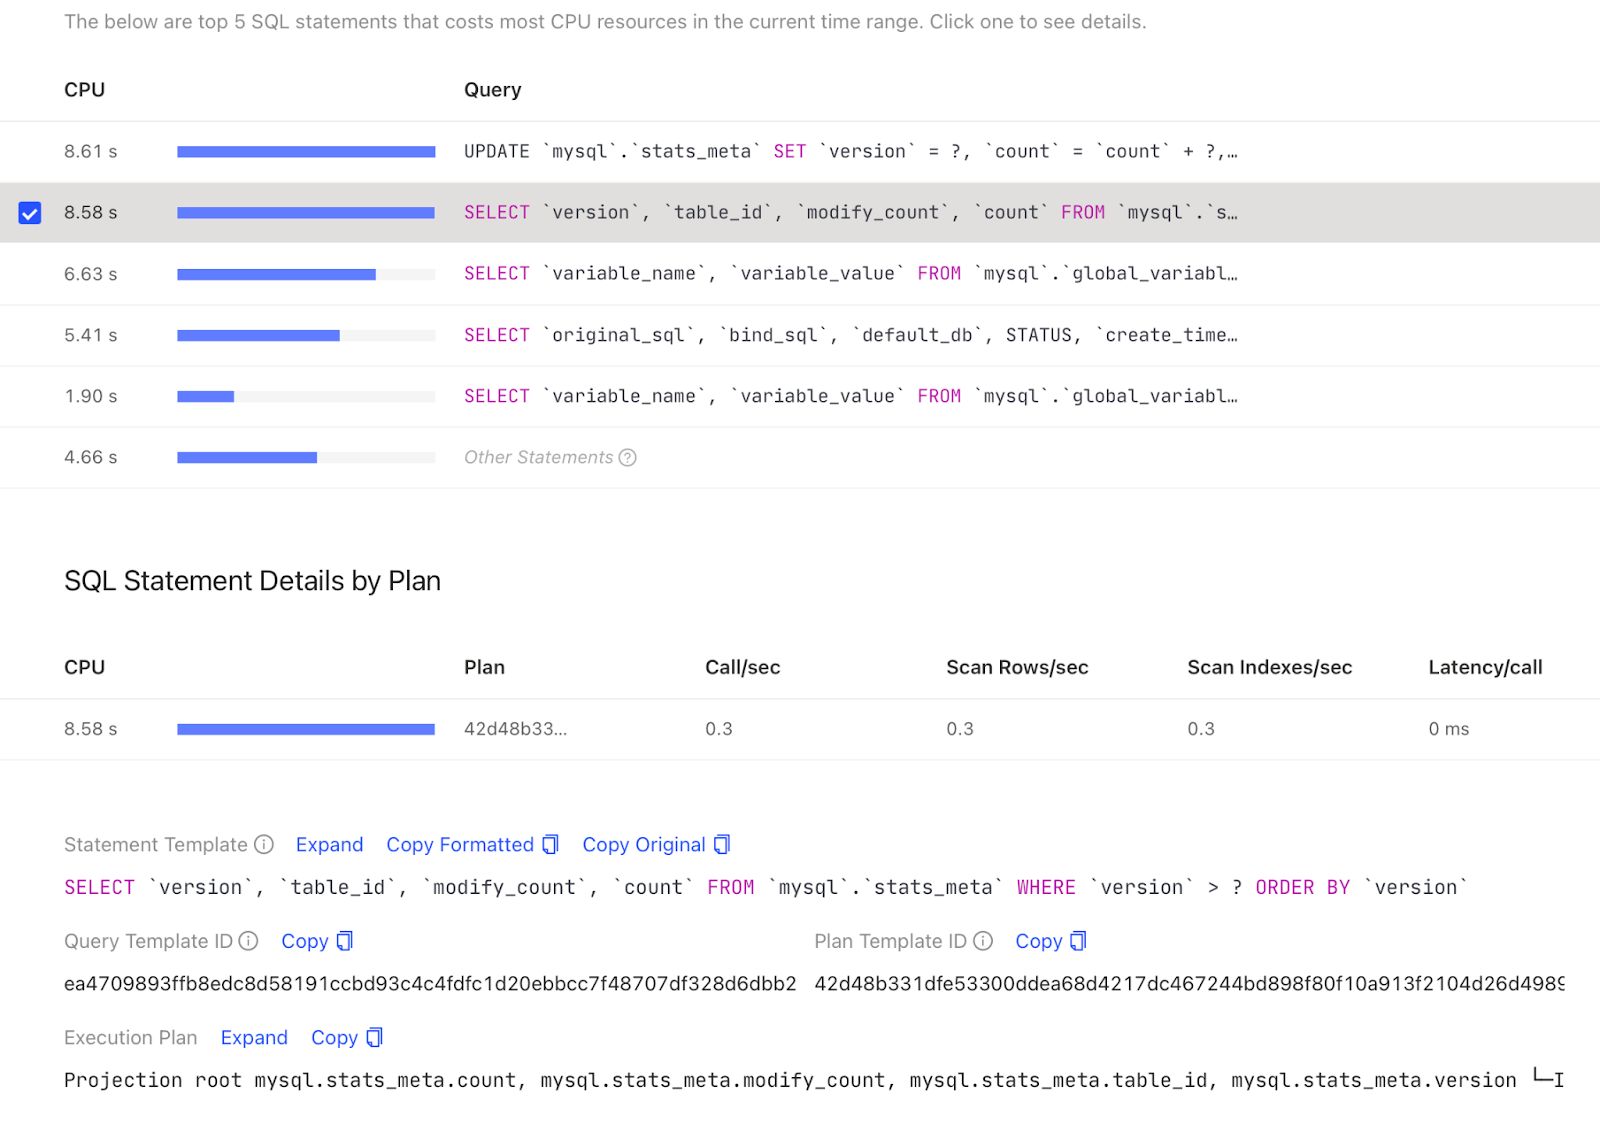 The below are top 5 SQL statements that costs most CPU resources in the current time range. Click one to see details.
CPU Query
8.61 s UPDATE `mysql`.`stats_meta` SET `version` = ?, `count` = `count` + ?,…
8.58 s SELECT `version`, `table_id`, `modify_count`, `count` FROM `mysql`.`s…
6.63 s SELECT `variable_name`, `variable_value` FROM `mysql`.`global_variabl…
5.41 s SELECT `original_sql`, `bind_sql`, `default_db`, STATUS, `create_time…
1.90 s SELECT `variable_name`, `variable_value` FROM `mysql`.`global_variabl…
4.66 s Other Statements
SQL Statement Details by Plan
CPU Plan Call/sec Scan Rows/sec Scan Indexes/sec Latency/call
8.58 s 42d48b33... 0.3 0.3 0.3 0 ms
Statement Template Expand Copy Formatted Copy Original
SELECT `version`, `table_id`, `modify_count`, `count` FROM `mysql`.`stats_meta` WHERE `version` > ? ORDER BY `version`
Query Template ID Copy Plan Template ID Copy
ea4709893ffb8edc8d58191ccbd93c4c4fdfc1d20ebbcc7f48707df328d6dbb2 42d48b331dfe53300ddea68d4217dc467244bd898f80f10a913f2104d26d4989
Execution Plan Expand Copy
Projection root mysql.stats_meta.count, mysql.stats_meta.modify_count, mysql.stats_meta.table_id, mysql.stats_meta.version └─I